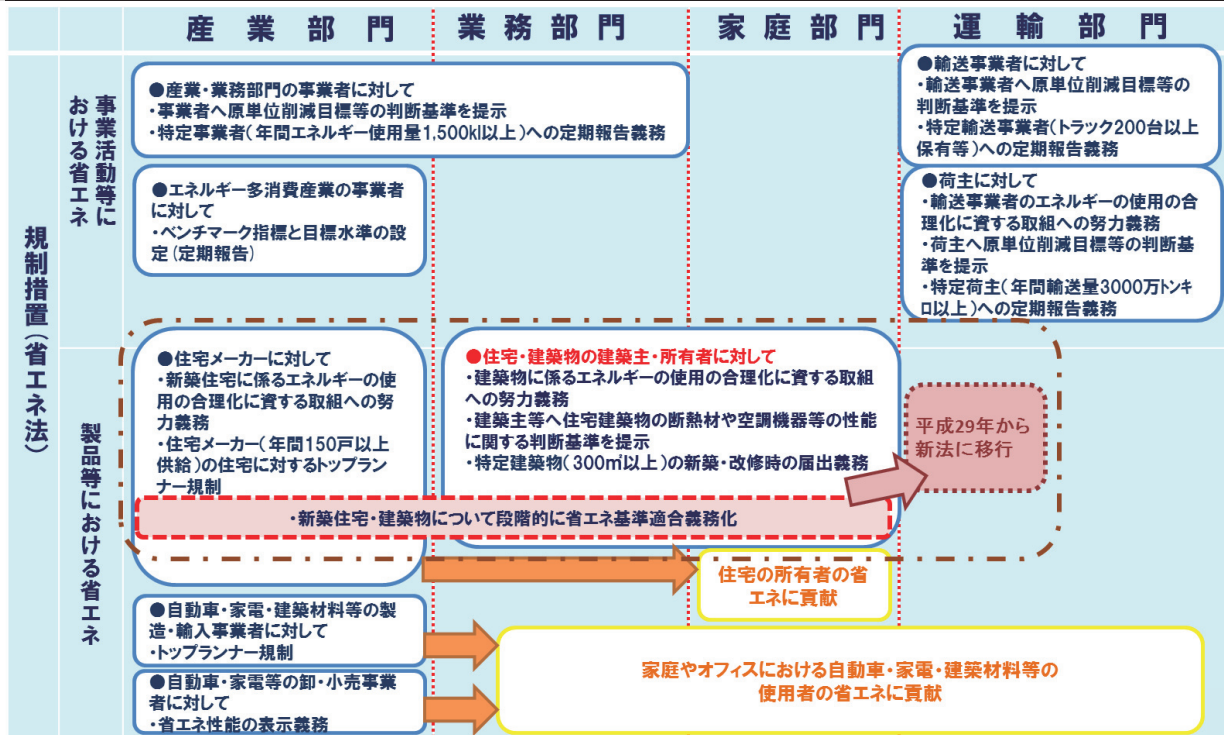 産業部門
業務部門
家庭部門
運輸部門
規制措置(省エネ法)
事業活動等に
おける省エネ
●産業・業務部門の事業者に対して
・事業者へ原単位削減目標等の判断基準を提示
・特定事業者(年間エネルギー使用量1,500kl以上)への定期報告義務
●エネルギー多消費産業の事業者
に対して
・ベンチマーク指標と目標水準の設
定(定期報告)
●輸送事業者に対して
・輸送事業者へ原単位削減目標等の
判断基準を提示
・特定輸送事業者(トラック200台以上
保有等)への定期報告義務
●荷主に対して
・輸送事業者のエネルギーの使用の合
理化に資する取組への努力義務
・荷主へ原単位削減目標等の判断基
準を提示
・特定荷主(年間輸送量3000万トンキ
ロ以上)への定期報告義務
製品等における省エネ
●住宅メーカーに対して
・新築住宅に係るエネルギーの使
用の合理化に資する取組への努
力義務
・住宅メーカー(年間150戸以上
供給)の住宅に対するトップラン
ナー規制
●住宅・建築物の建築主・所有者に対して
・建築物に係るエネルギーの使用の合理化に資する取組
への努力義務
・建築主等へ住宅建築物の断熱材や空調機器等の性能
に関する判断基準を提示
・特定建築物(300㎡以上)の新築・改修時の届出義務
平成29年から
新法に移行
・新築住宅・建築物について段階的に省エネ基準適合義務化
住宅の所有者の省
エネに貢献
●自動車・家電・建築材料等の製
造・輸入事業者に対して
・トップランナー規制
●自動車・家電等の卸・小売事業
者に対して
・省エネ性能の表示義務
家庭やオフィスにおける自動車・家電・建築材料等の
使用者の省エネに貢献